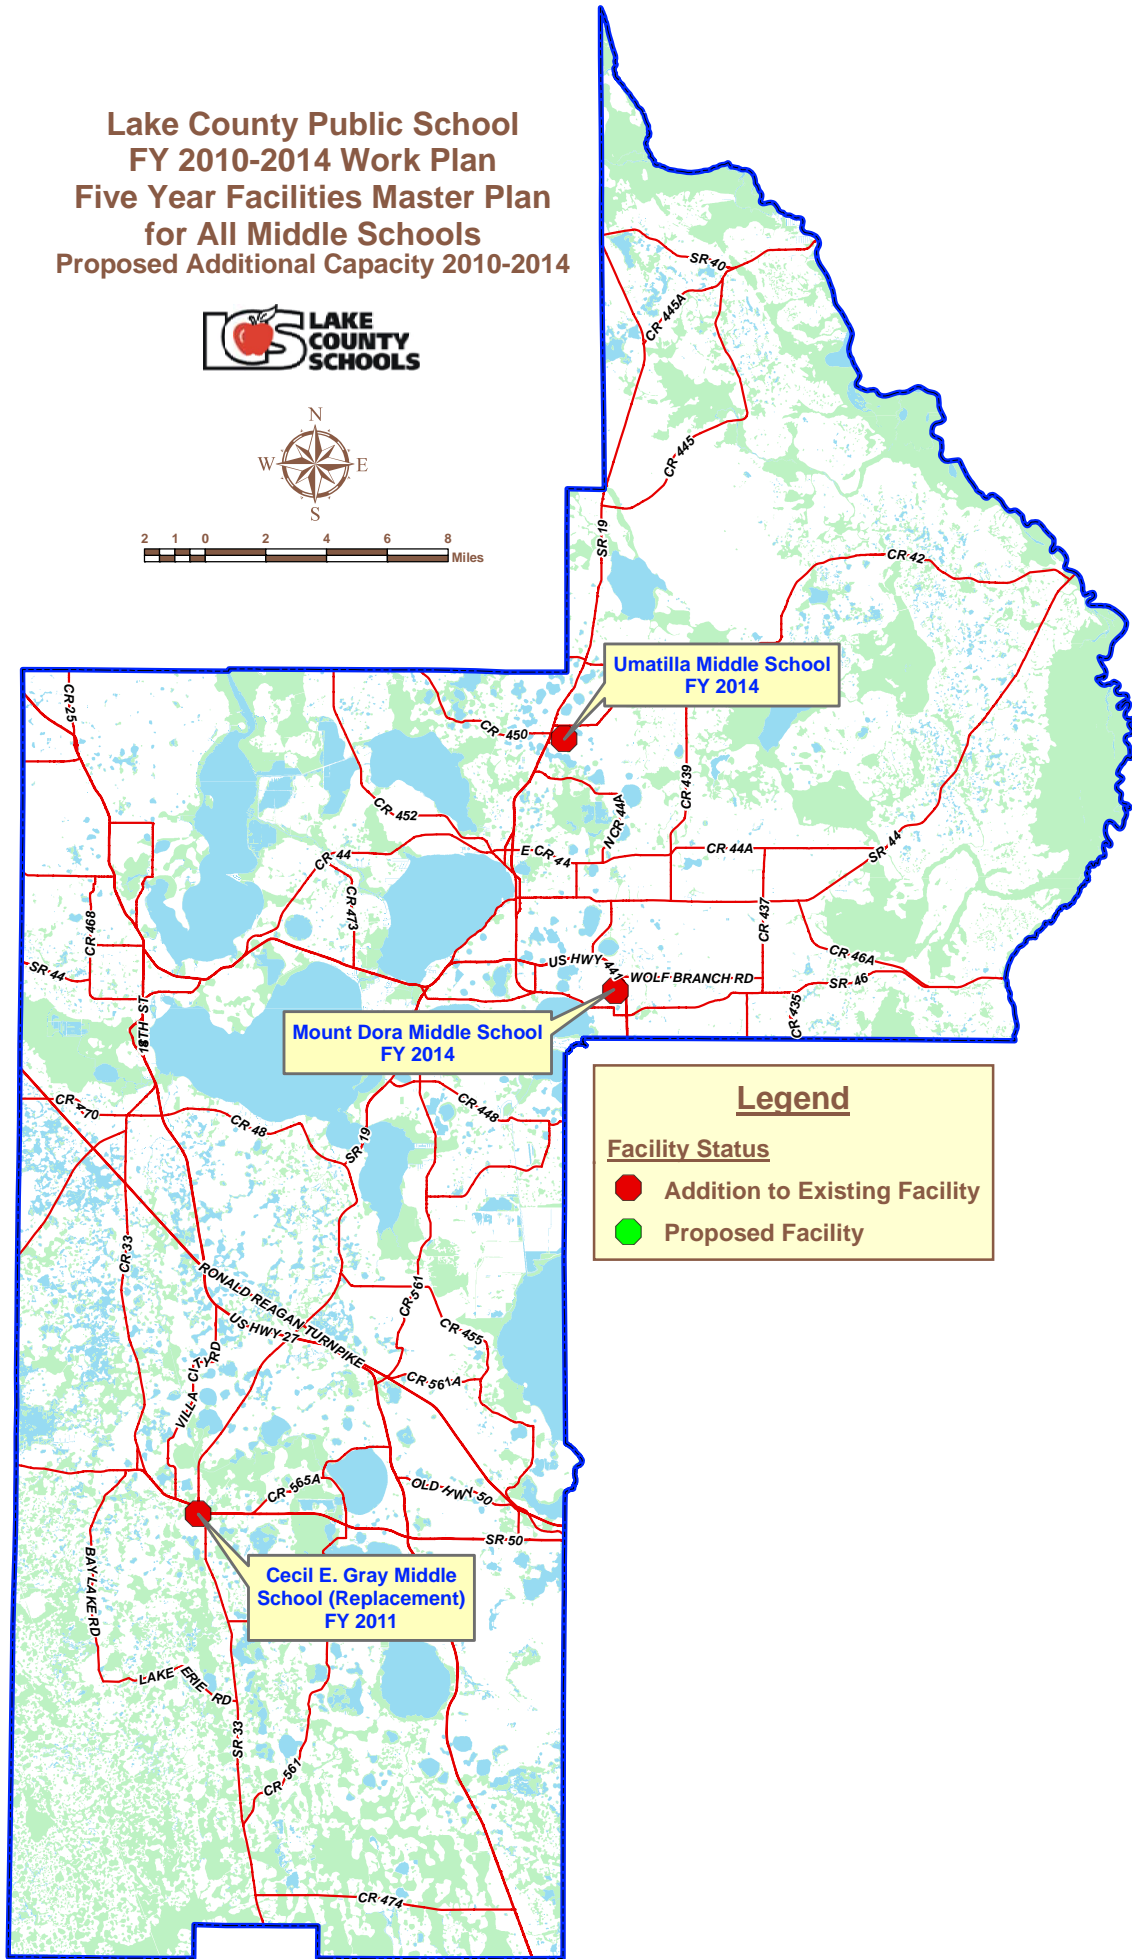 Lake County Public School
FY 2010-2014 Work Plan
Five Year Facilities Master Plan
for All Middle Schools
Proposed Additional Capacity 2010-2014
LCS LAKE
COUNTY
SCHOOLS
N
W E
S
2 1 0 2 4 6 8
Miles
SR 40
CR 445A
CR 445
SR 19
CR 42
Umatilla Middle School
FY 2014
CR 25
CR 450
CR 439
N CR 44A
CR 452
E CR 44
CR 44A
SR 44
CR 44
CR 473
CR 468
CR 437
CR 46A
US HWY 441
WOLF BRANCH RD
SR 46
SR 44
CR 435
18TH ST
Mount Dora Middle School
FY 2014
CR 470
CR 48
CR 448
SR 19
Legend
Facility Status
Addition to Existing Facility
Proposed Facility
CR 33
RONALD REAGAN TURNPIKE
US HWY 27
CR 561
CR 455
VILLA CITY RD
CR 561A
CR 565A
OLD HWY 50
SR 50
BAY LAKE RD
Cecil E. Gray Middle
School (Replacement)
FY 2011
LAKE ERIE RD
SR 33
CR 561
CR 474